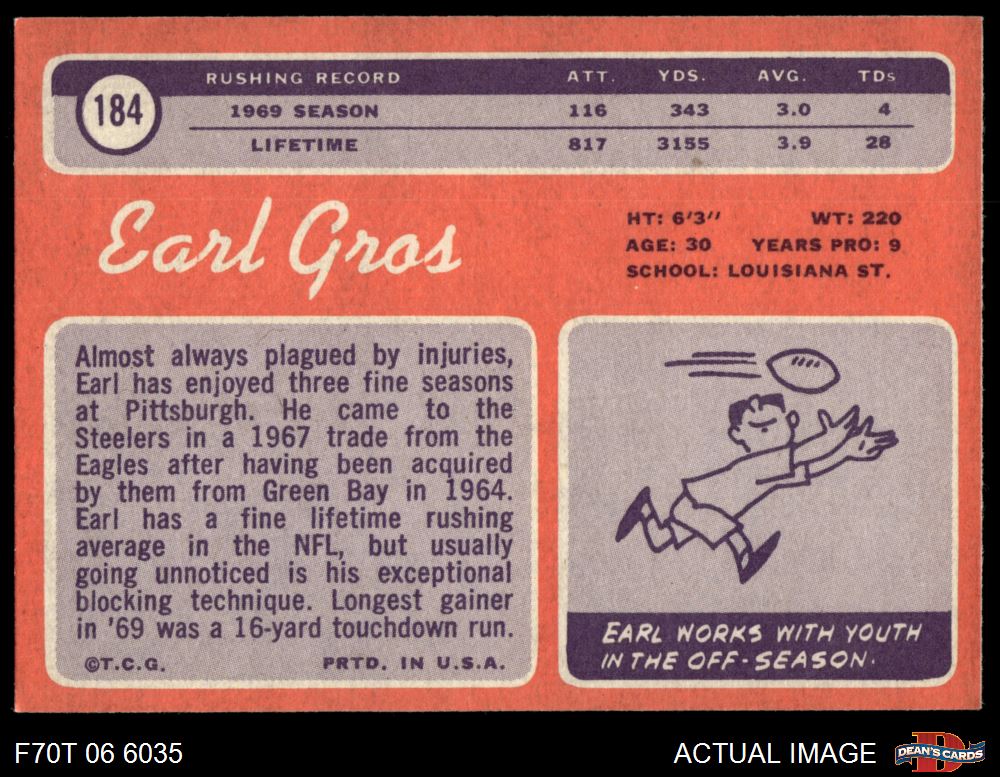 184
RUSHING RECORD ATT. YDS. AVG. TDs
1969 SEASON 116 343 3.0 4
LIFETIME 817 3155 3.9 28
Earl Gros
HT: 6'3" WT: 220
AGE: 30 YEARS PRO: 9
SCHOOL: LOUISIANA ST.
Almost always plagued by injuries,
Earl has enjoyed three fine seasons
at Pittsburgh. He came to the
Steelers in a 1967 trade from the
Eagles after having been acquired
by them from Green Bay in 1964.
Earl has a fine lifetime rushing
average in the NFL, but usually
going unnoticed is his exceptional
blocking technique. Longest gainer
in '69 was a 16-yard touchdown run.
©T.C.G. PRTD. IN U.S.A.
EARL WORKS WITH YOUTH
IN THE OFF-SEASON.
F70T 06 6035
ACTUAL IMAGE
D
DEAN'S CARDS